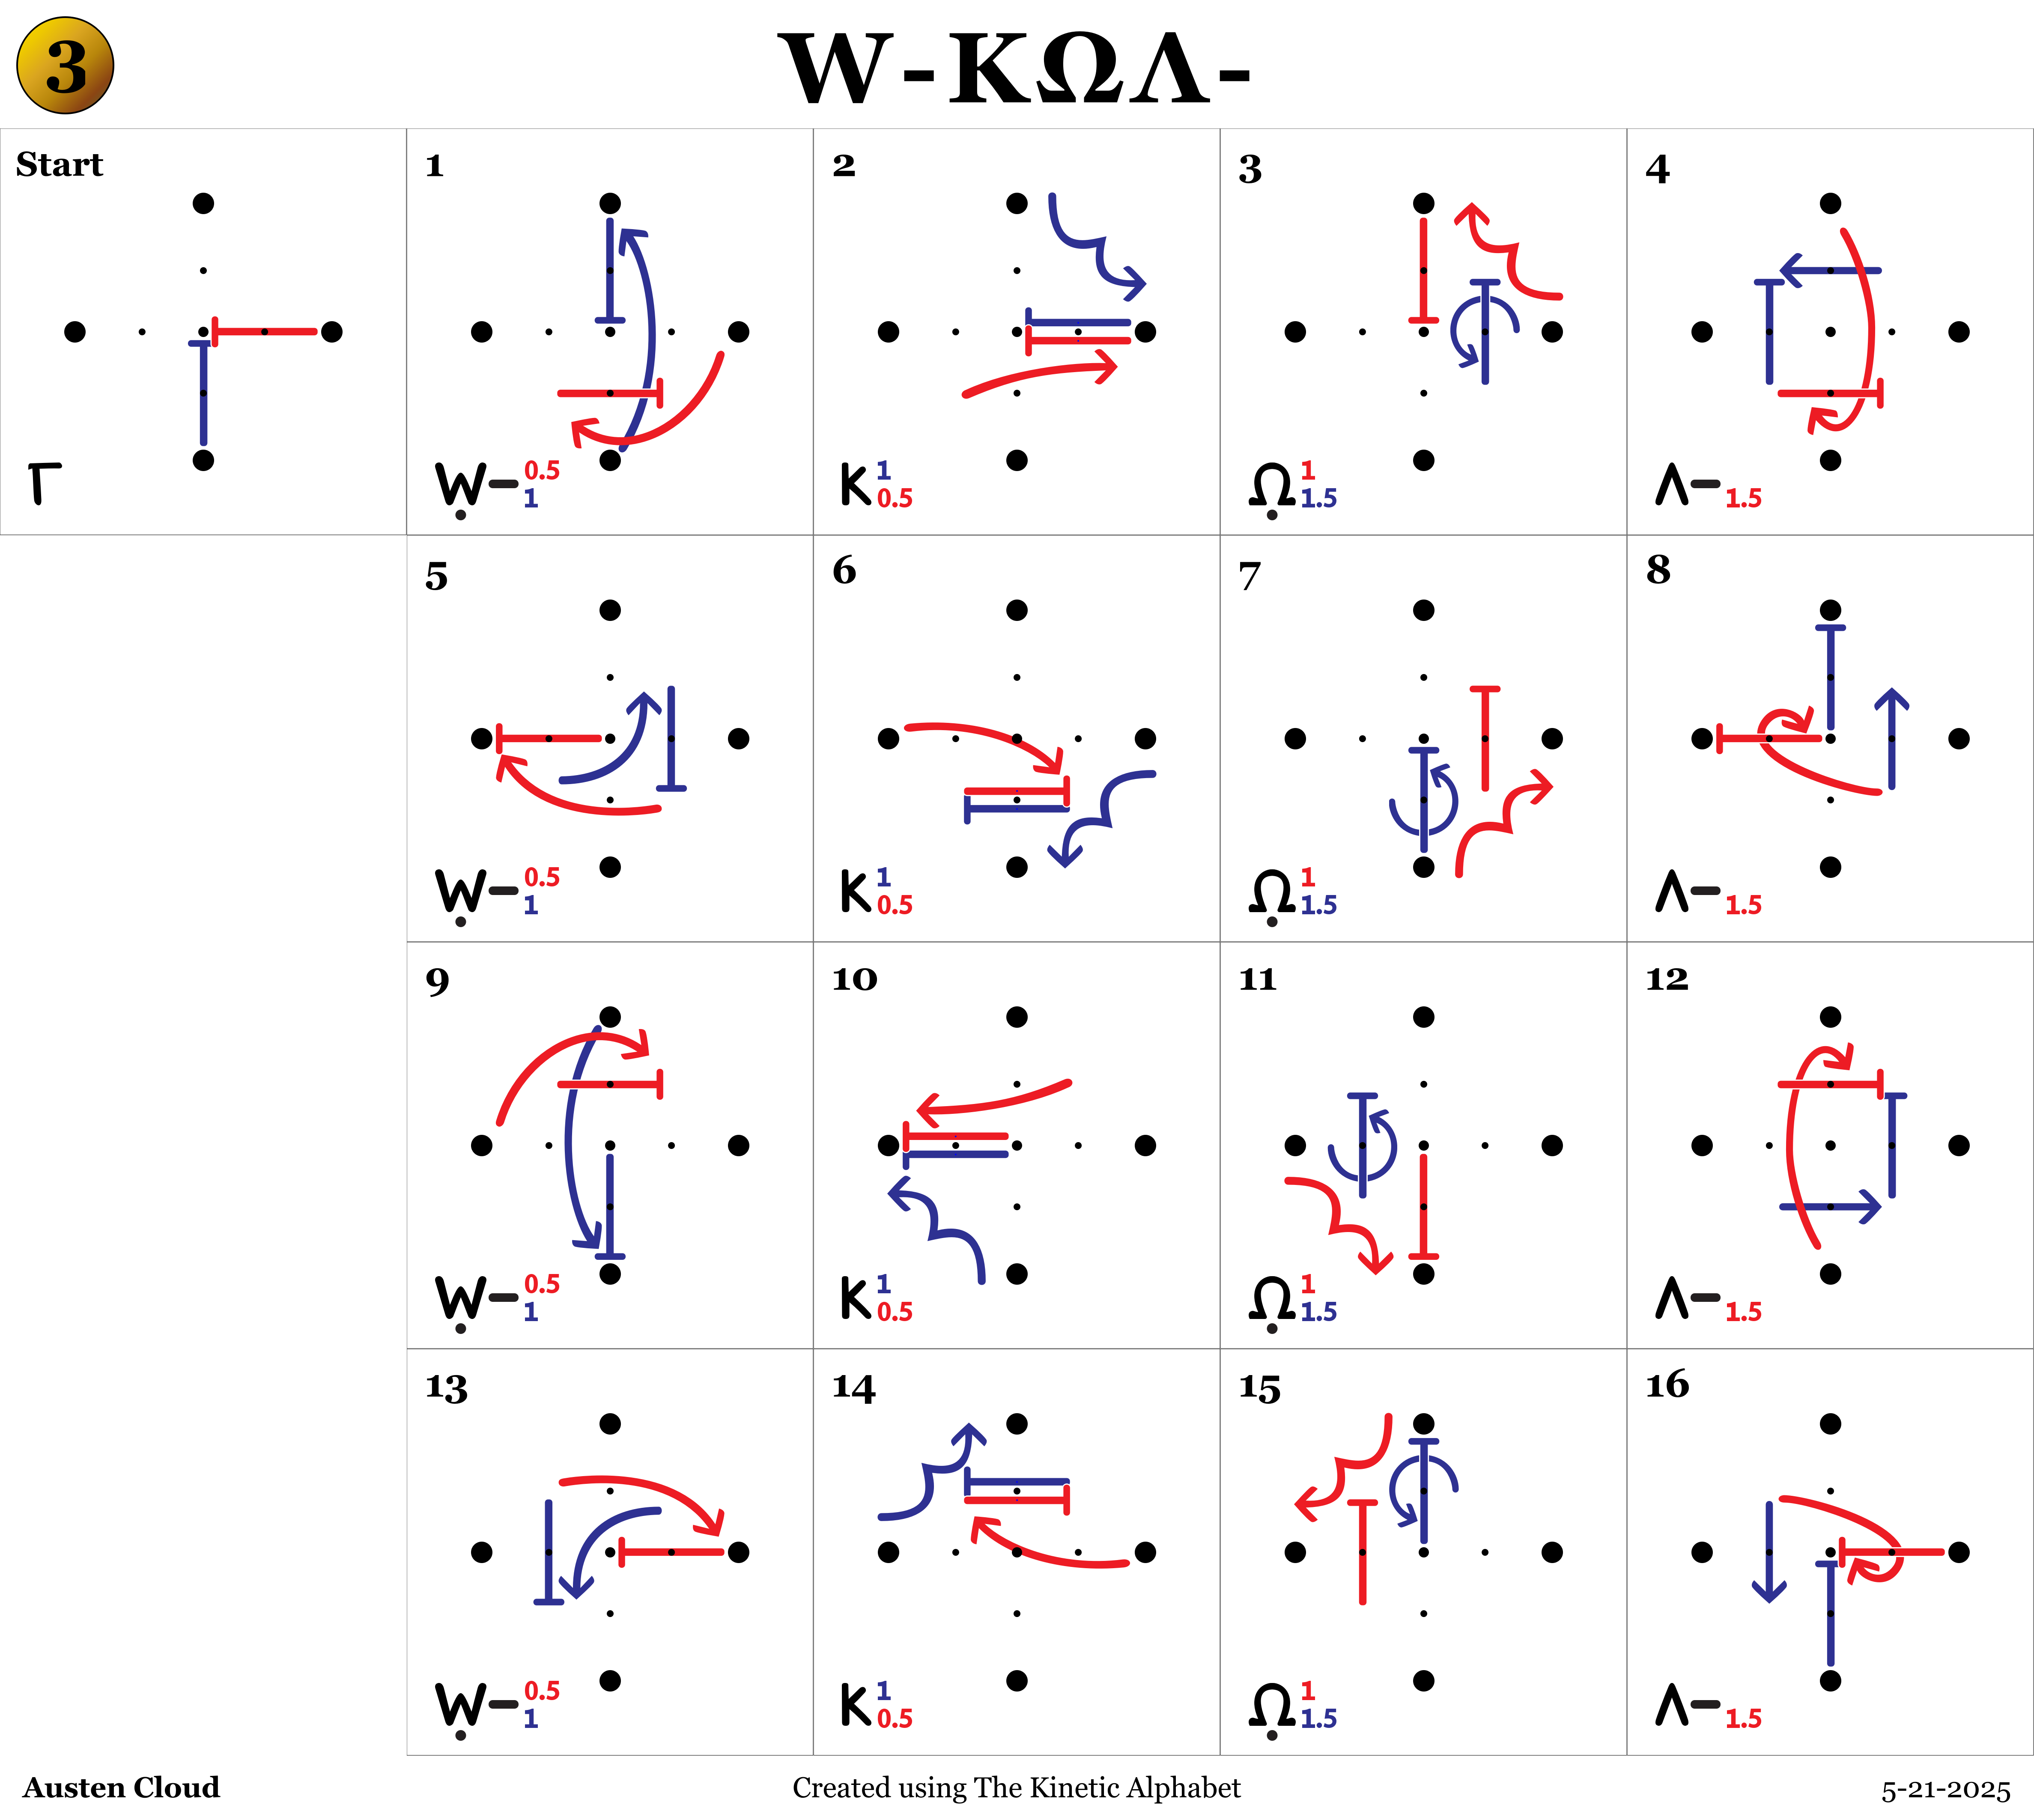 3
W-KΩΛ-
Start
Γ
1
W-
0.5
1
2
K
1
0.5
3
Ω
1
1.5
4
Λ-
1.5
5
W-
0.5
1
6
K
1
0.5
7
Ω
1
1.5
8
Λ-
1.5
9
W-
0.5
1
10
K
1
0.5
11
Ω
1
1.5
12
Λ-
1.5
13
W-
0.5
1
14
K
1
0.5
15
Ω
1
1.5
16
Λ-
1.5
Austen Cloud
Created using The Kinetic Alphabet
5-21-2025